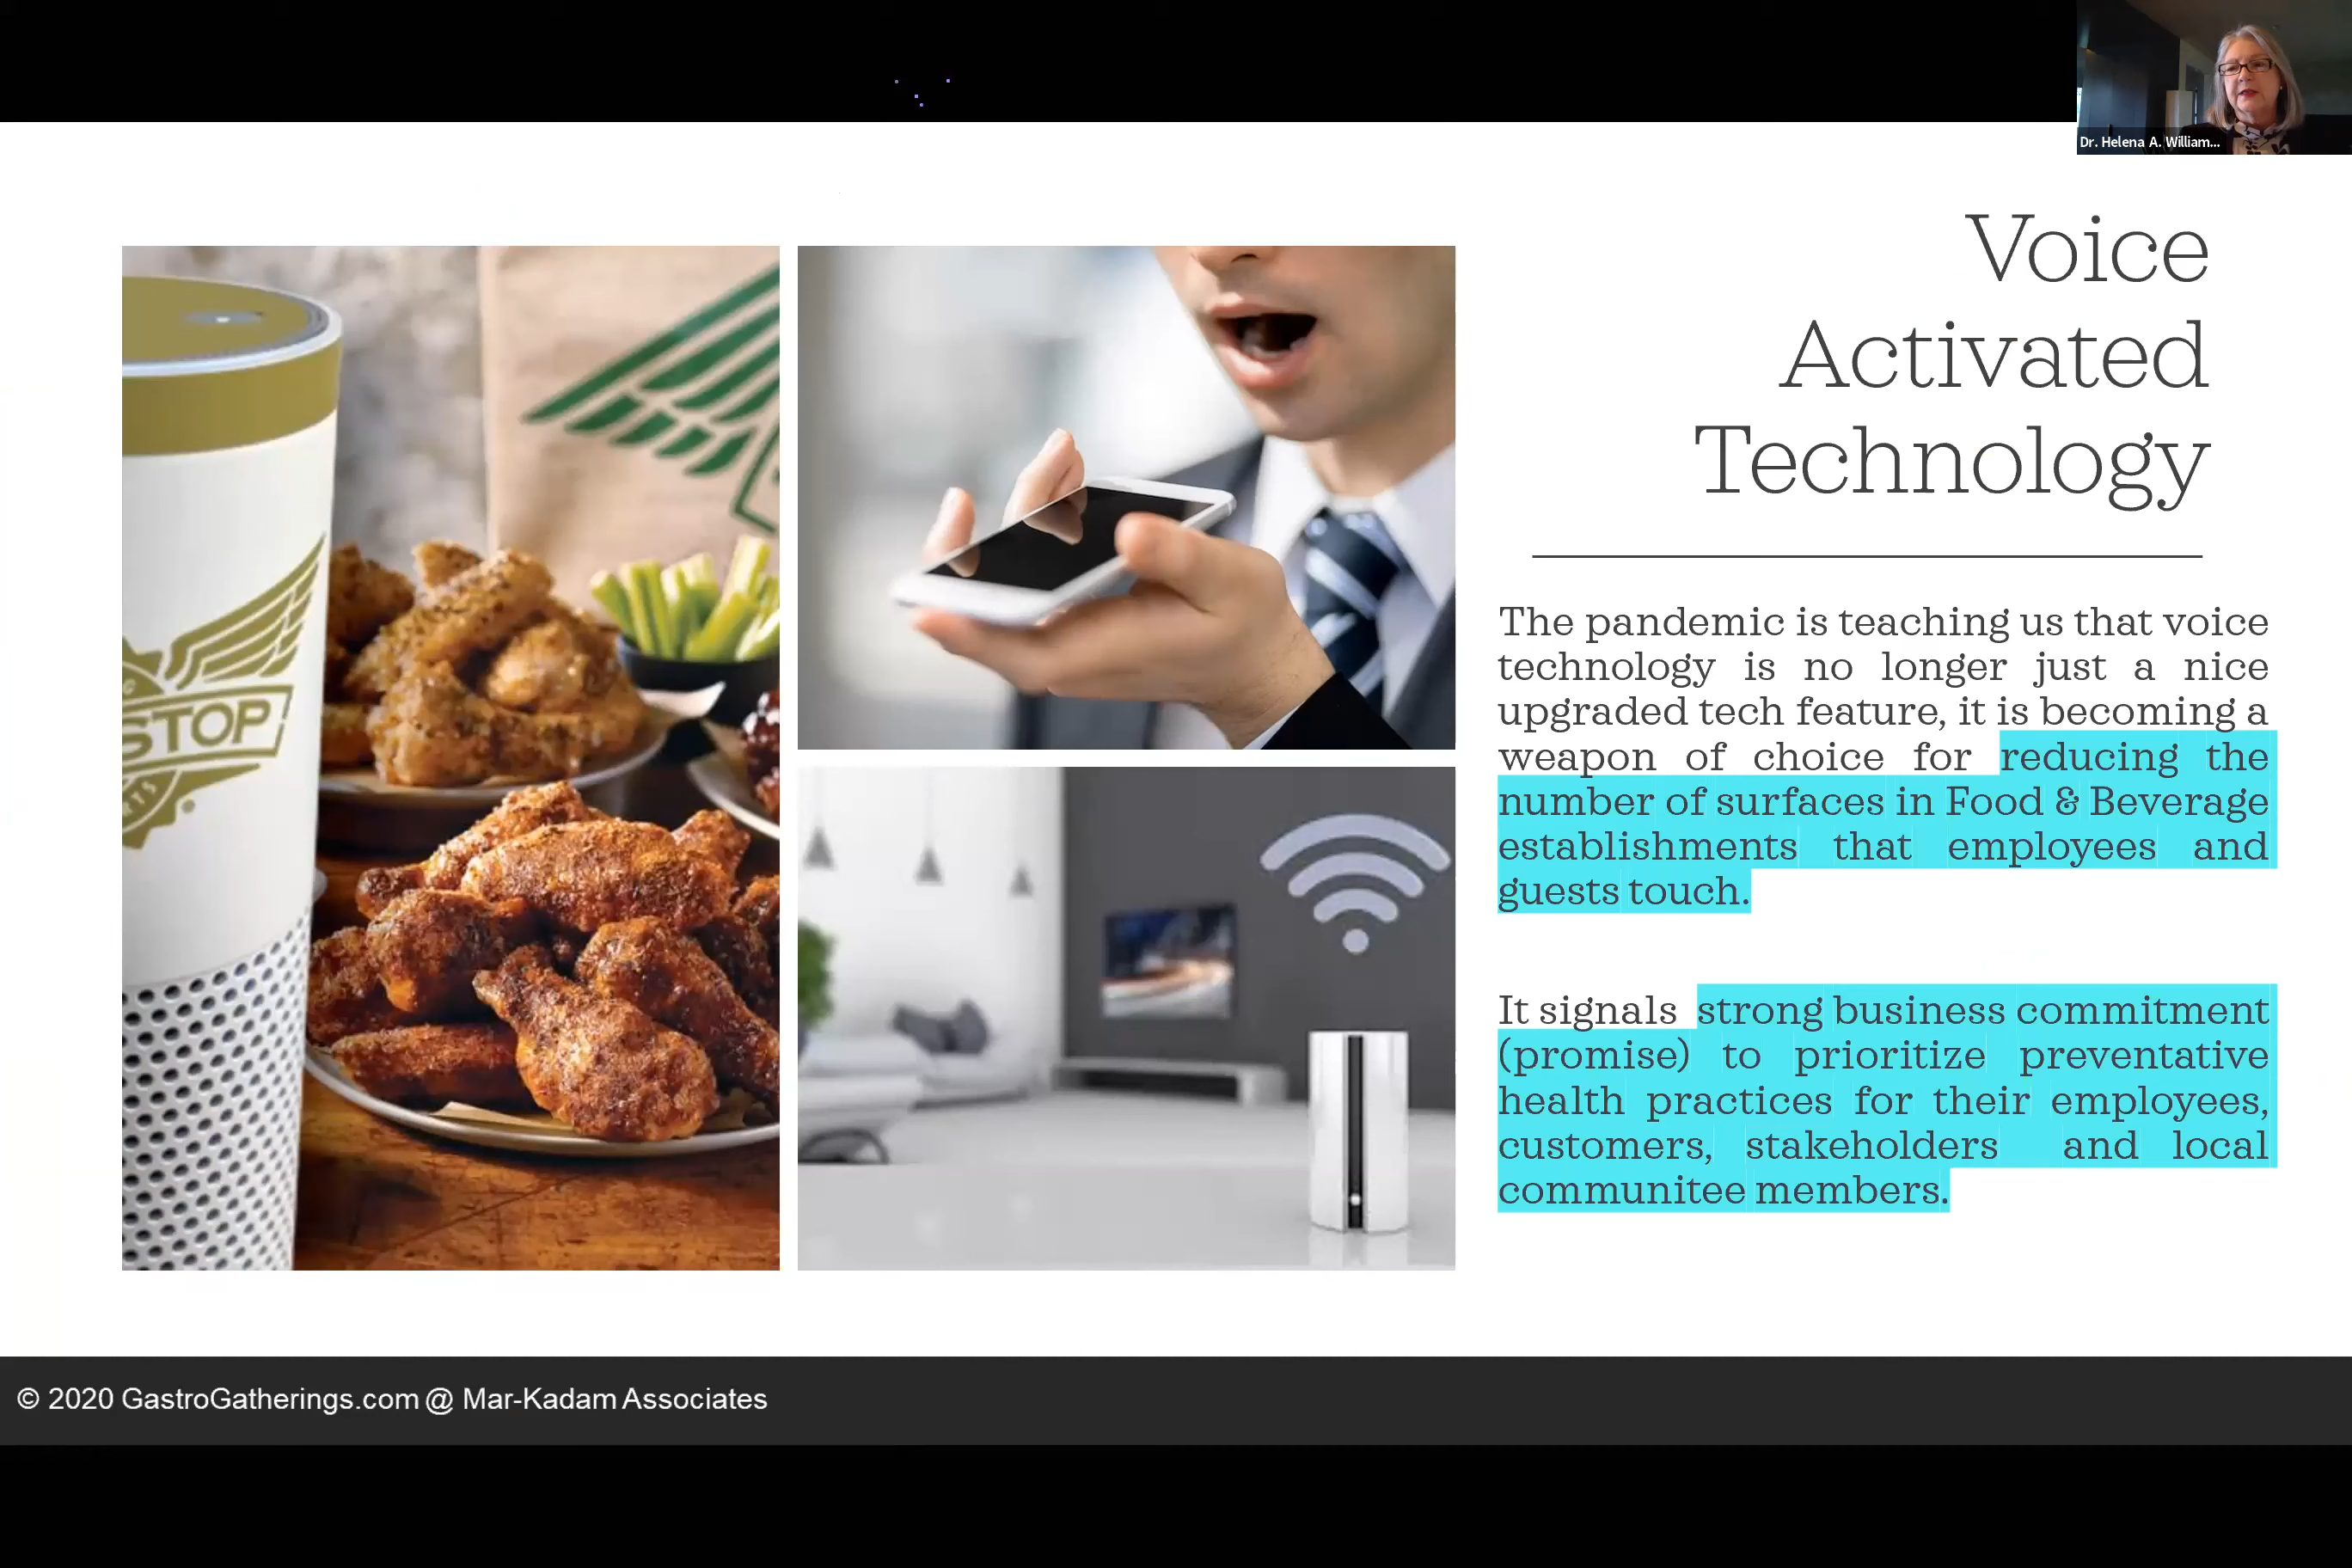 Dr. Helena A. William...
Voice
Activated
Technology
STOP
The pandemic is teaching us that voice
technology is no longer just a nice
upgraded tech feature, it is becoming a
weapon of choice for reducing the
number of surfaces in Food & Beverage
establishments that employees and
guests touch.
It signals strong business commitment
(promise) to prioritize preventative
health practices for their employees,
customers, stakeholders and local
communitee members.
© 2020 GastroGatherings.com @ Mar-Kadam Associates